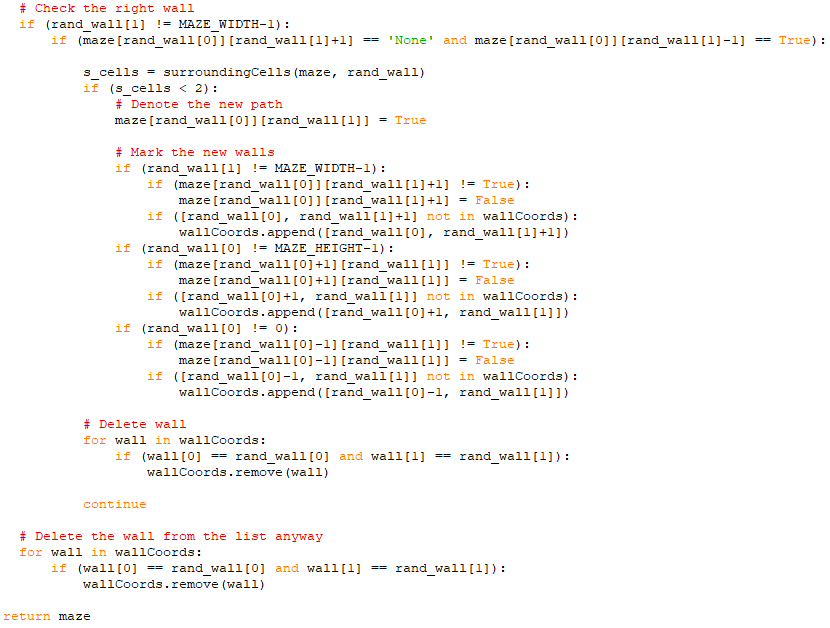 # Check the right wall
if (rand_wall[1] != MAZE_WIDTH-1):
if (maze[rand_wall[0]][rand_wall[1]+1] == 'None' and maze[rand_wall[0]][rand_wall[1]-1] == True):
s_cells = surroundingCells(maze, rand_wall)
if (s_cells < 2):
# Denote the new path
maze[rand_wall[0]][rand_wall[1]] = True
# Mark the new walls
if (rand_wall[1] != MAZE_WIDTH-1):
if (maze[rand_wall[0]][rand_wall[1]+1] != True):
maze[rand_wall[0]][rand_wall[1]+1] = False
if ([rand_wall[0], rand_wall[1]+1] not in wallCoords):
wallCoords.append([rand_wall[0], rand_wall[1]+1])
if (rand_wall[0] != MAZE_HEIGHT-1):
if (maze[rand_wall[0]+1][rand_wall[1]] != True):
maze[rand_wall[0]+1][rand_wall[1]] = False
if ([rand_wall[0]+1, rand_wall[1]] not in wallCoords):
wallCoords.append([rand_wall[0]+1, rand_wall[1]])
if (rand_wall[0] != 0):
if (maze[rand_wall[0]-1][rand_wall[1]] != True):
maze[rand_wall[0]-1][rand_wall[1]] = False
if ([rand_wall[0]-1, rand_wall[1]] not in wallCoords):
wallCoords.append([rand_wall[0]-1, rand_wall[1]])
# Delete wall
for wall in wallCoords:
if (wall[0] == rand_wall[0] and wall[1] == rand_wall[1]):
wallCoords.remove(wall)
continue
# Delete the wall from the list anyway
for wall in wallCoords:
if (wall[0] == rand_wall[0] and wall[1] == rand_wall[1]):
wallCoords.remove(wall)
return maze